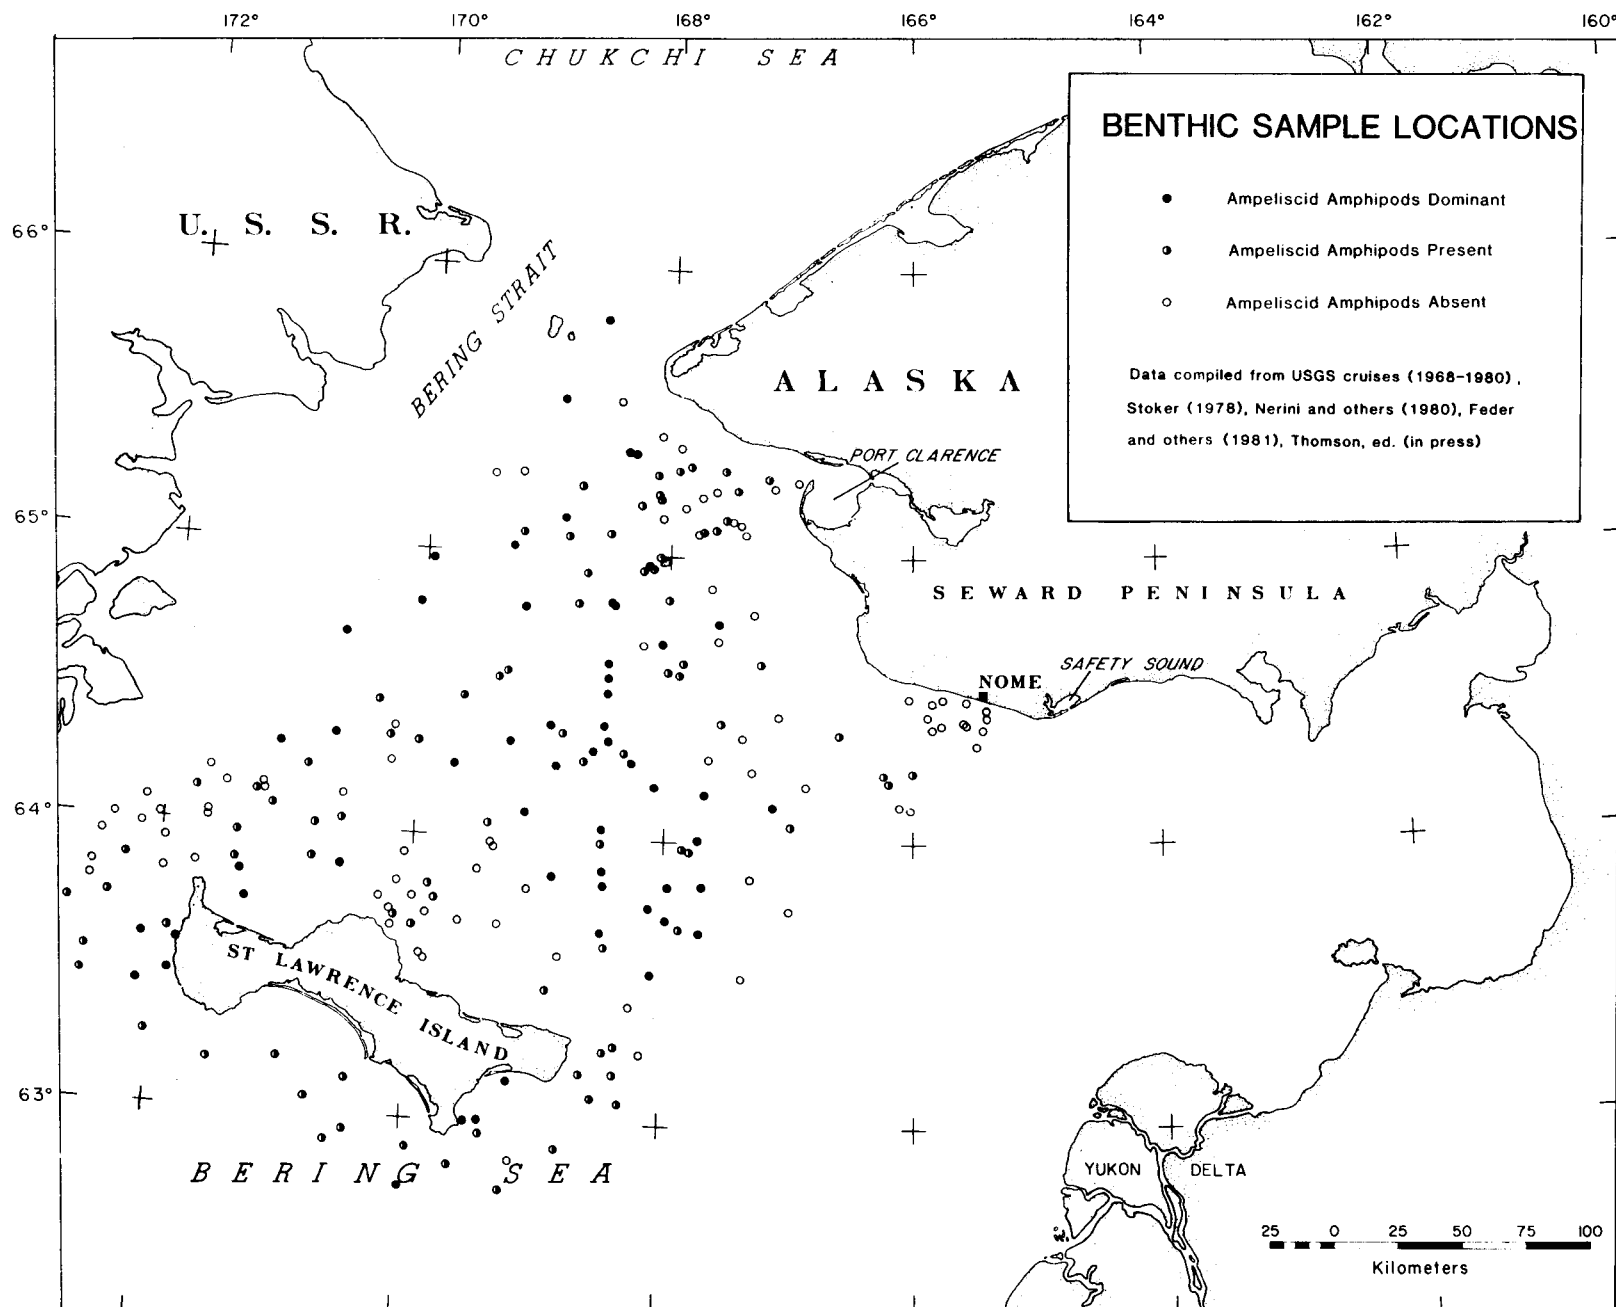 172° 170° 168° 166° 164° 162° 160°
CHUKCHI SEA
BENTHIC SAMPLE LOCATIONS
Ampeliscid Amphipods Dominant
Ampeliscid Amphipods Present
Ampeliscid Amphipods Absent
Data compiled from USGS cruises (1968-1980),
Stoker (1978), Nerini and others (1980), Feder
and others (1981), Thomson, ed. (in press)
U. S. S. R.
66°
BERING STRAIT
ALASKA
PORT CLARENCE
65°
SEWARD PENINSULA
SAFETY SOUND
NOME
64°
ST LAWRENCE ISLAND
63°
BERING SEA
YUKON DELTA
25 0 25 50 75 100
Kilometers